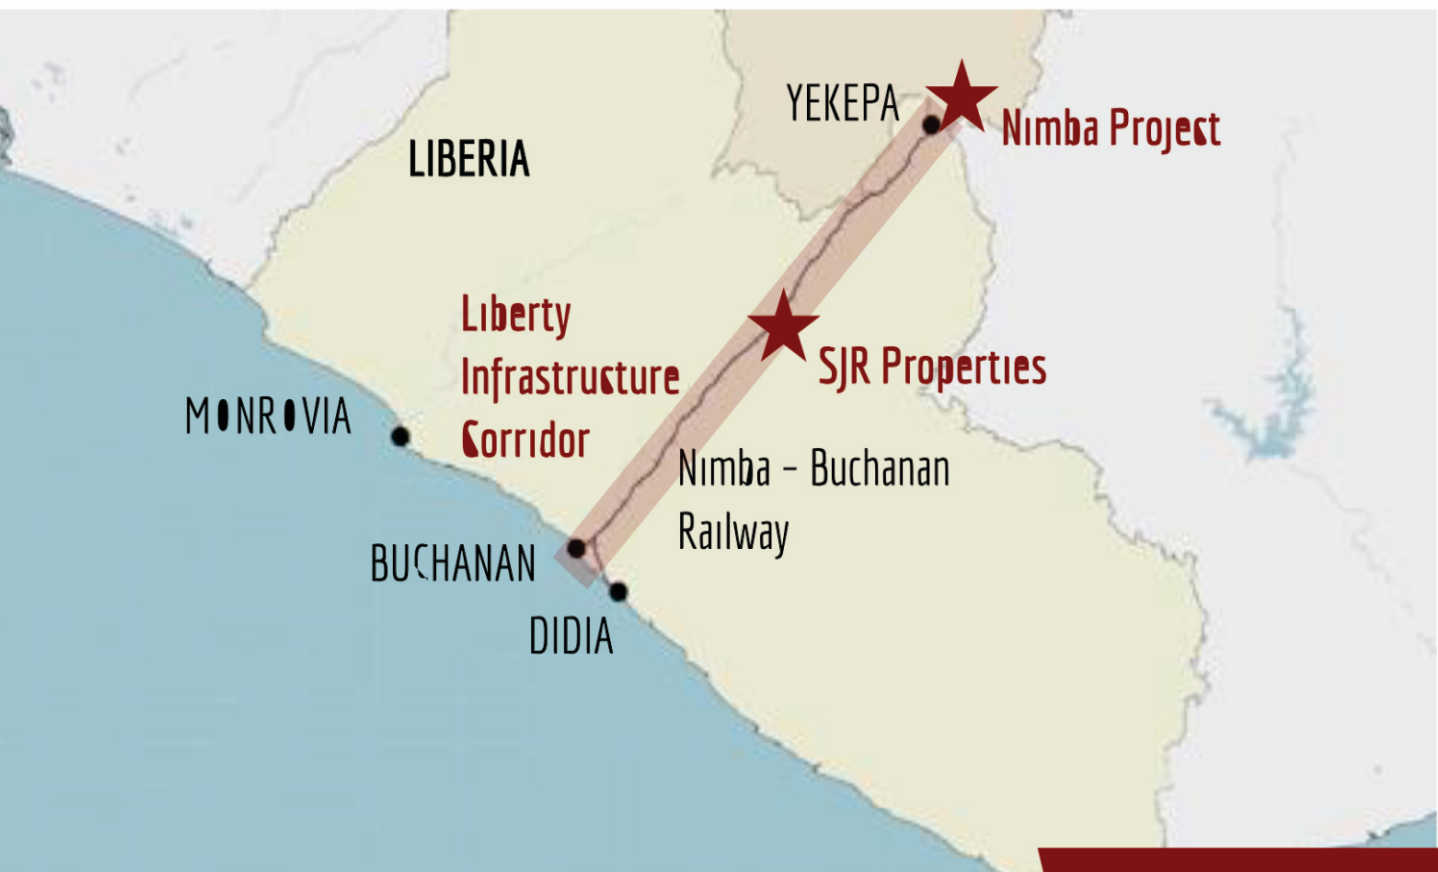 YEKEPA
Nimba Project
LIBERIA
Liberty
Infrastructure
Corridor
SJR Properties
MONROVIA
Nimba – Buchanan
Railway
BUCHANAN
DIDIA